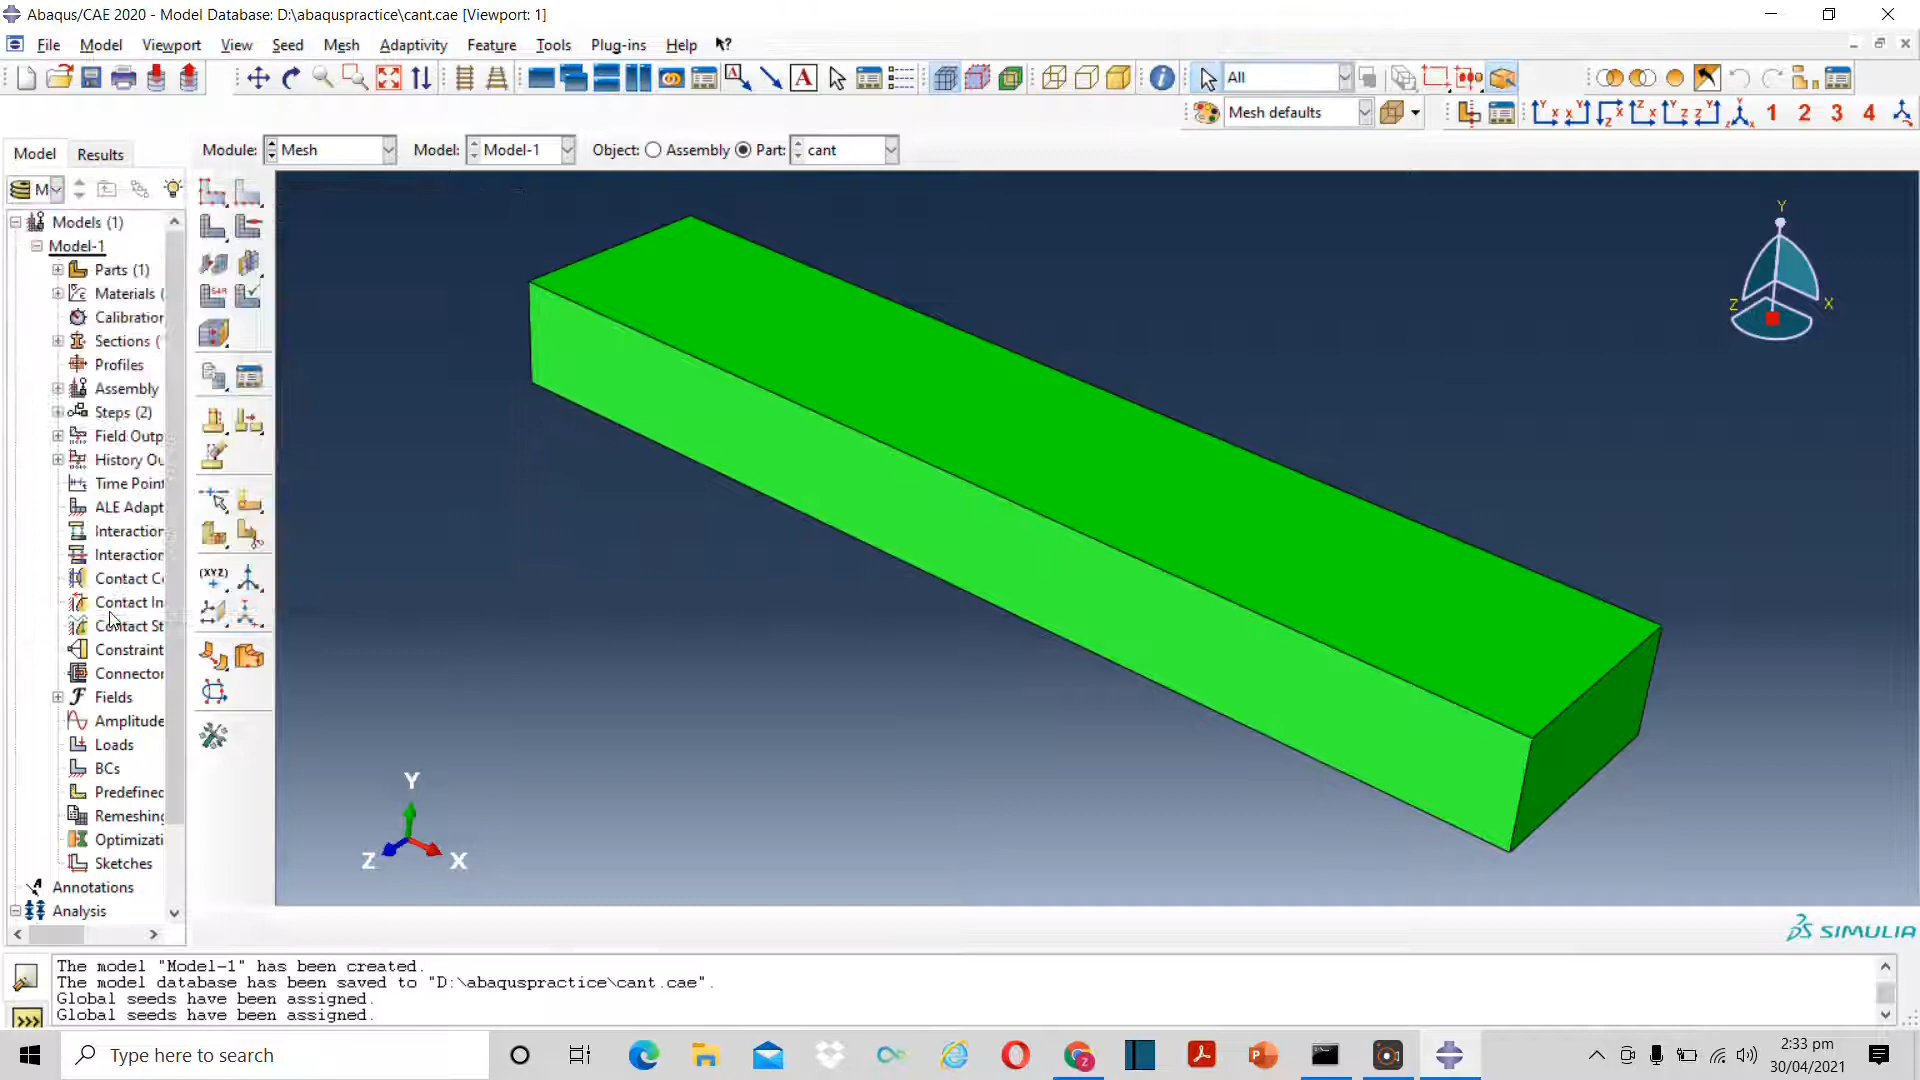 Abaqus/CAE 2020 - Model Database: D:\abaquspractice\cant.cae [Viewport: 1]
File Model Viewport View Seed Mesh Adaptivity Feature Tools Plug-ins Help
All
Mesh defaults
1 2 3 4
Model Results
Module: Mesh Model: Model-1 Object: Assembly Part: cant
M
Models (1)
Model-1
Parts (1)
Materials (
Calibration
Sections (
Profiles
Assembly
Steps (2)
Field Outp
History Ou
Time Point
ALE Adapt
Interaction
Interaction
Contact Co
Contact In
Contact St
Constraint
Connector
Fields
Amplitude
Loads
BCs
Predefined
Remeshing
Optimizati
Sketches
Annotations
Analysis
(XYZ)
Y
Z
X
Y
Z
X
SIMULIA
The model "Model-1" has been created.
The model database has been saved to "D:\abaquspractice\cant.cae".
Global seeds have been assigned.
Global seeds have been assigned.
Type here to search
2:33 pm
30/04/2021